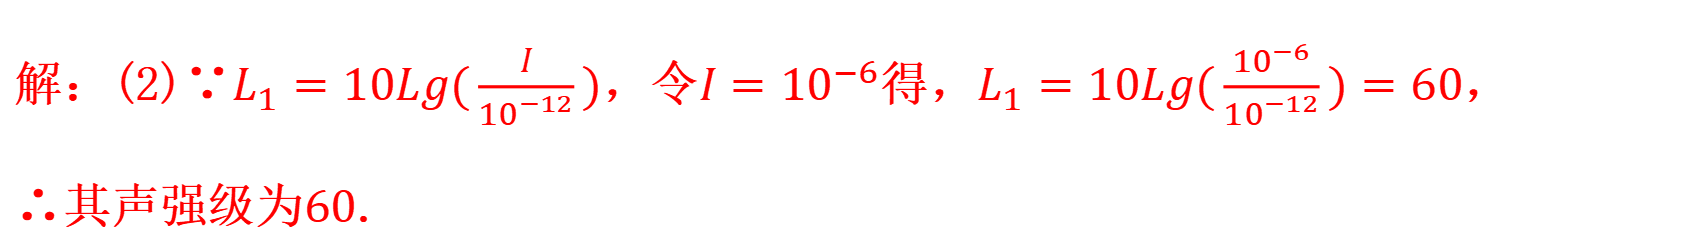 解：(2)∵L₁ = 10Lg(I/10⁻¹²)，令I = 10⁻⁶得，L₁ = 10Lg(10⁻⁶/10⁻¹²) = 60，
∴其声强级为60.